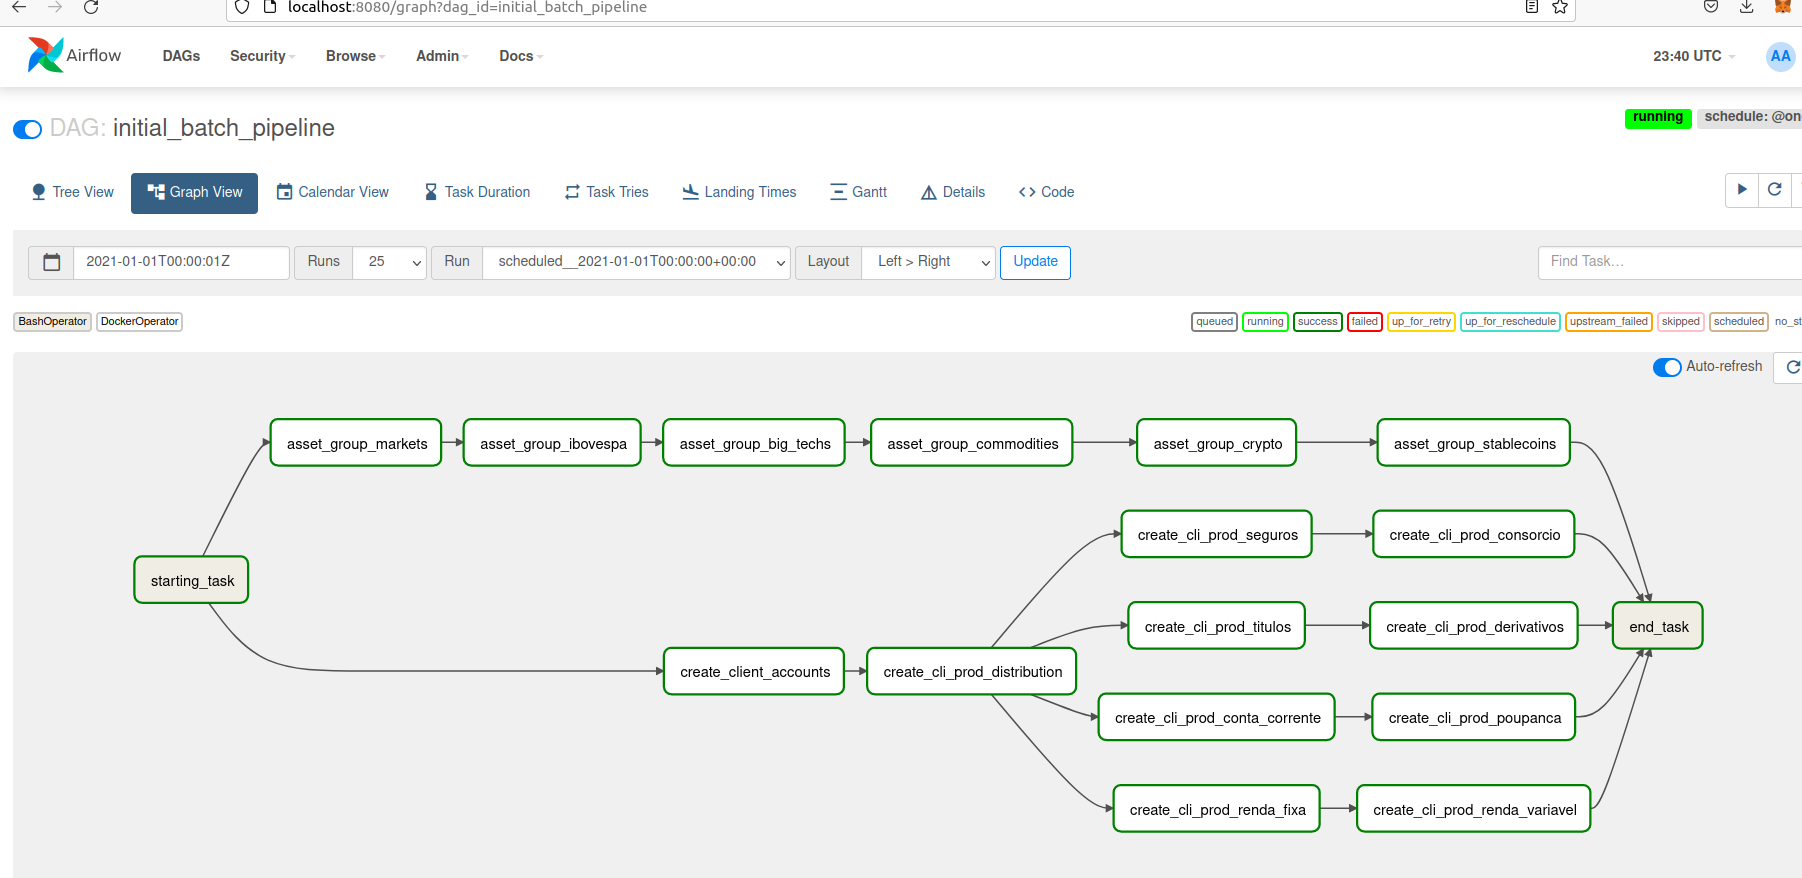 localhost:8080/graph?dag_id=initial_batch_pipeline
Airflow DAGs Security Browse Admin Docs 23:40 UTC AA
DAG: initial_batch_pipeline
running schedule: @on
Tree View Graph View Calendar View Task Duration Task Tries Landing Times Gantt Details <> Code
2021-01-01T00:00:01Z Runs 25 Run scheduled__2021-01-01T00:00:00+00:00 Layout Left > Right Update Find Task...
BashOperator DockerOperator queued running success failed up_for_retry up_for_reschedule upstream_failed skipped scheduled no_st
Auto-refresh
asset_group_markets asset_group_ibovespa asset_group_big_techs asset_group_commodities asset_group_crypto asset_group_stablecoins
create_cli_prod_seguros create_cli_prod_consorcio
starting_task
create_cli_prod_titulos create_cli_prod_derivativos end_task
create_client_accounts create_cli_prod_distribution
create_cli_prod_conta_corrente create_cli_prod_poupanca
create_cli_prod_renda_fixa create_cli_prod_renda_variavel